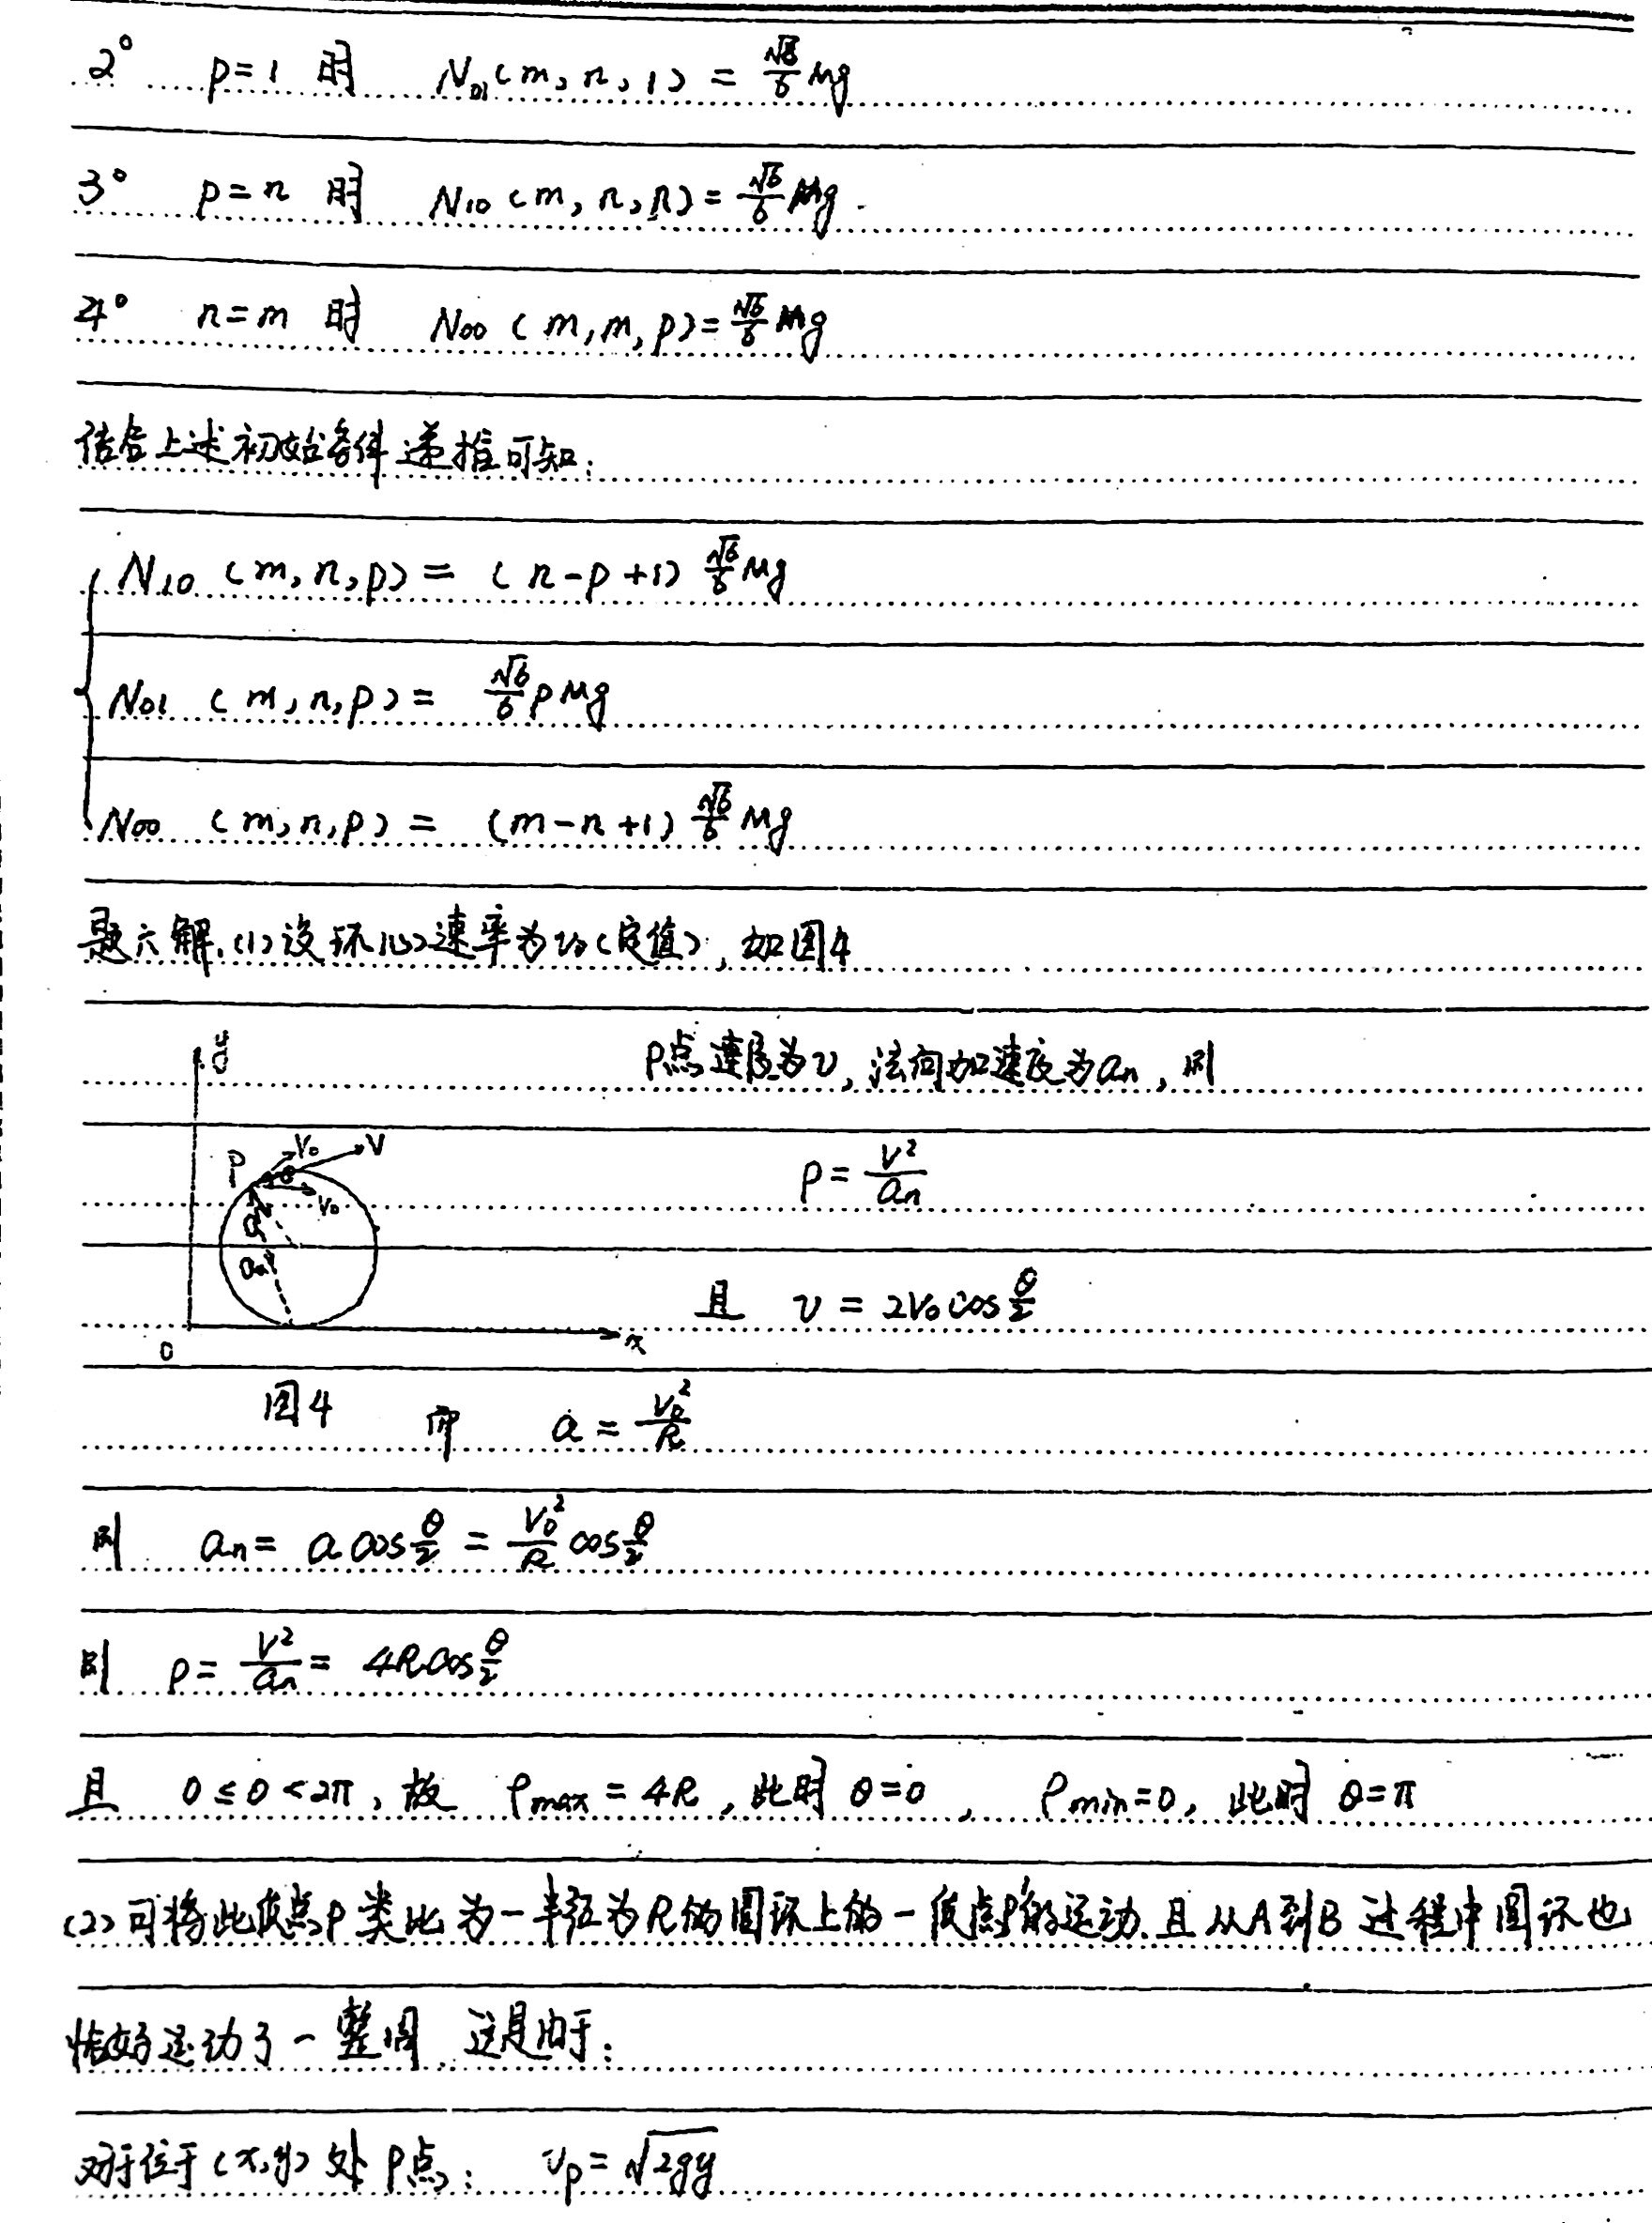 2° p=1 时 N₀₁(m,n,1) = √6/6 Mg
3° p=n 时 N₁₀(m,n,n) = √6/6 Mg.
4° n=m 时 N₀₀(m,m,p) = √6/6 Mg
结合上述初始条件递推可知:
N₁₀(m,n,p) = (n-p+1) √6/6 Mg
N₀₁(m,n,p) = √6/6 p Mg
N₀₀(m,n,p) = (m-n+1) √6/6 Mg
题六解.(1)设环心速率为v₀(定值),如图4
P点速度为v,法向加速度为aₙ,则
y
P V₀ θ V
V₀
a
aₙ
0
x
ρ = V²/aₙ
且 v = 2V₀cosθ/2
图4 而 a = V₀²/R
则 aₙ = a cosθ/2 = V₀²/R cosθ/2
则 ρ = V²/aₙ = 4Rcosθ/2
且 0≤θ<2π,故 ρmax = 4R,此时 θ=0, ρmin=0,此时 θ=π
(2)可将此质点P类比为一半径为R的圆环上的一质点P的运动.且从A到B过程中圆环也
恰好运动了一整周,这是由于:
对于位于(x,y)处P点: vₚ = √2gy